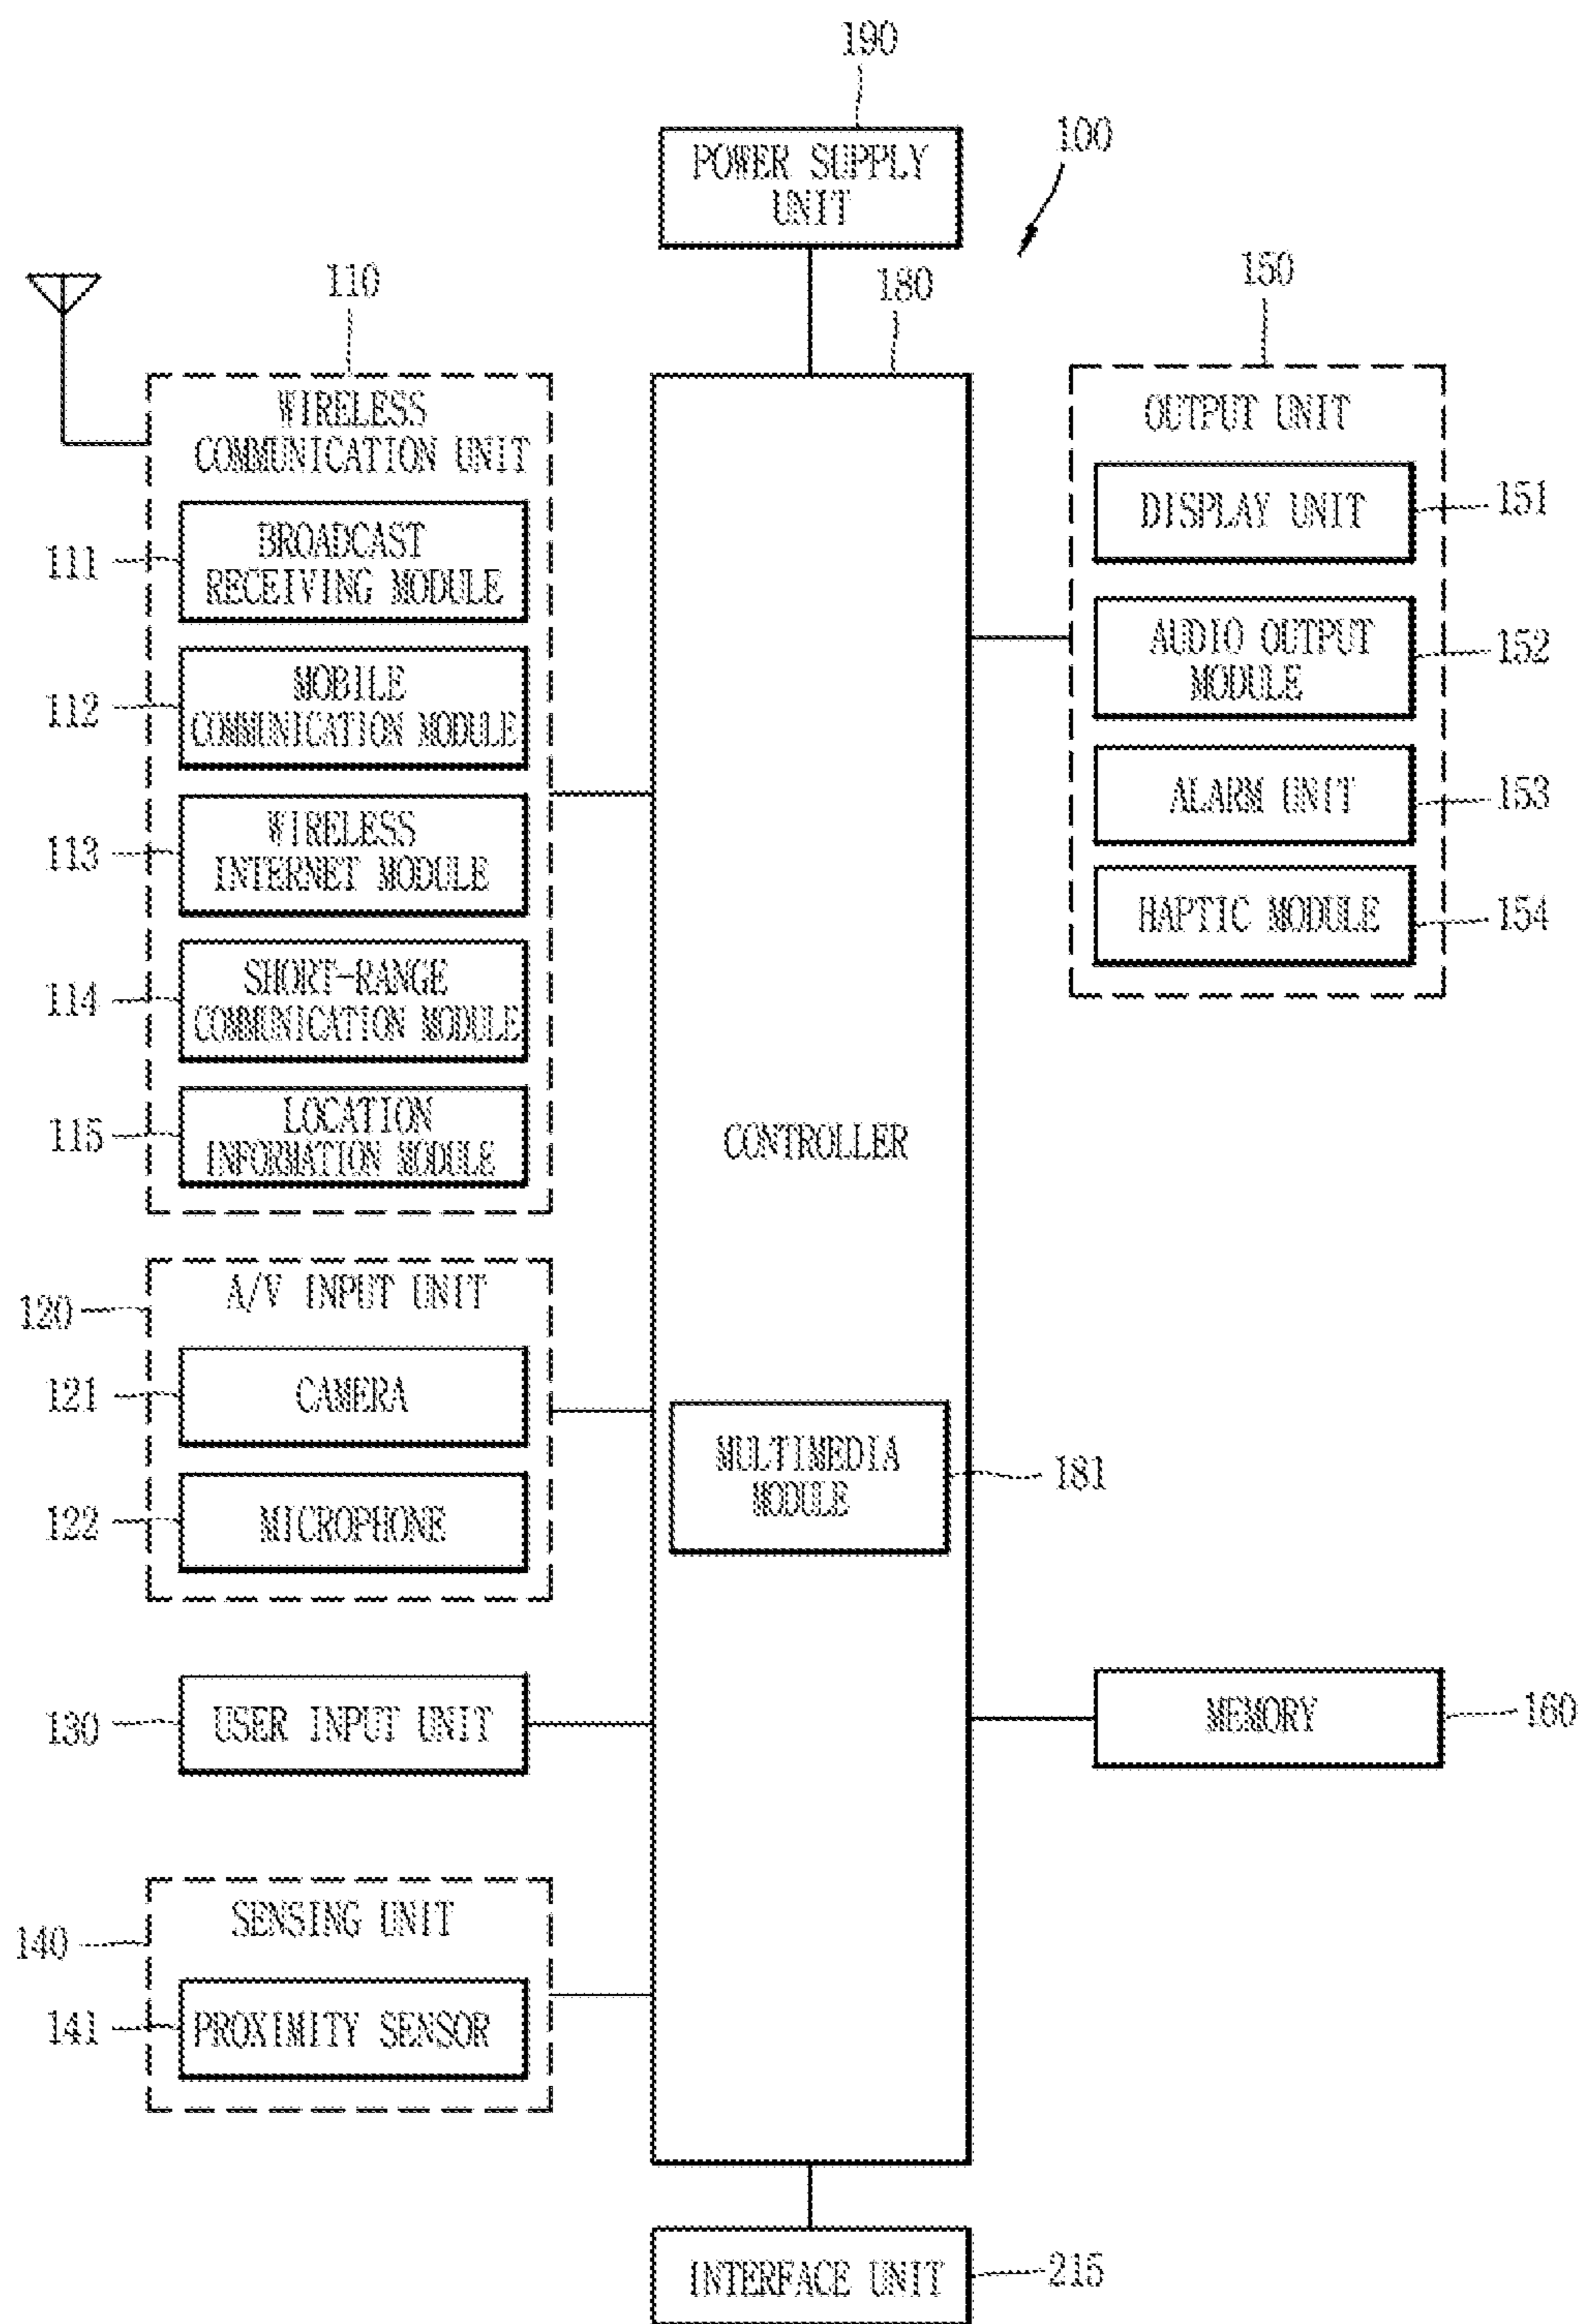 190
POWER SUPPLY
UNIT
100
180
110
WIRELESS
COMMUNICATION UNIT
111
BROADCAST
RECEIVING MODULE
112
MOBILE
COMMUNICATION MODULE
113
WIRELESS
INTERNET MODULE
114
SHORT-RANGE
COMMUNICATION MODULE
115
LOCATION
INFORMATION MODULE
120
A/V INPUT UNIT
121
CAMERA
122
MICROPHONE
130
USER INPUT UNIT
140
SENSING UNIT
141
PROXIMITY SENSOR
CONTROLLER
MULTIMEDIA
MODULE
181
150
OUTPUT UNIT
DISPLAY UNIT
151
AUDIO OUTPUT
MODULE
152
ALARM UNIT
153
HAPTIC MODULE
154
MEMORY
160
INTERFACE UNIT
215